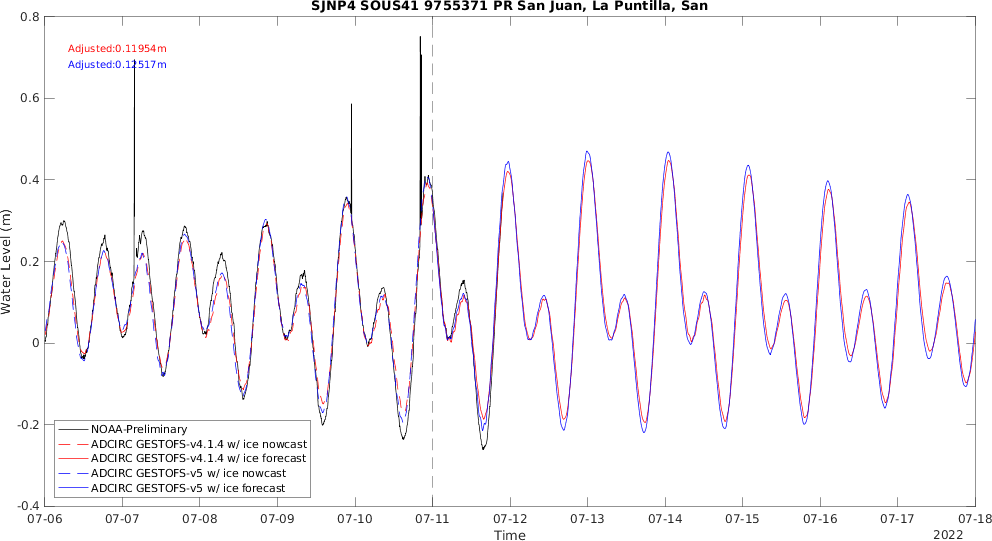 SJNP4 SOUS41 9755371 PR San Juan, La Puntilla, San
0.8
0.6
0.4
0.2
0
-0.2
-0.4
Water Level (m)
Adjusted:0.11954m
Adjusted:0.12517m
NOAA-Preliminary
ADCIRC GESTOFS-v4.1.4 w/ ice nowcast
ADCIRC GESTOFS-v4.1.4 w/ ice forecast
ADCIRC GESTOFS-v5 w/ ice nowcast
ADCIRC GESTOFS-v5 w/ ice forecast
07-06 07-07 07-08 07-09 07-10 07-11 07-12 07-13 07-14 07-15 07-16 07-17 07-18
Time
2022